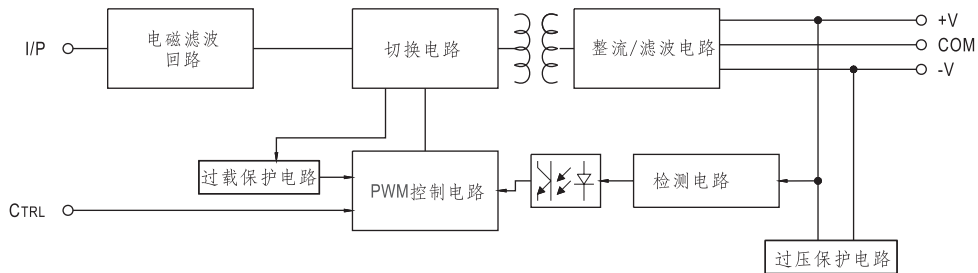 I/P
电磁滤波
回路
切换电路
整流/滤波电路
+V
COM
-V
过载保护电路
PWM控制电路
检测电路
CTRL
过压保护电路